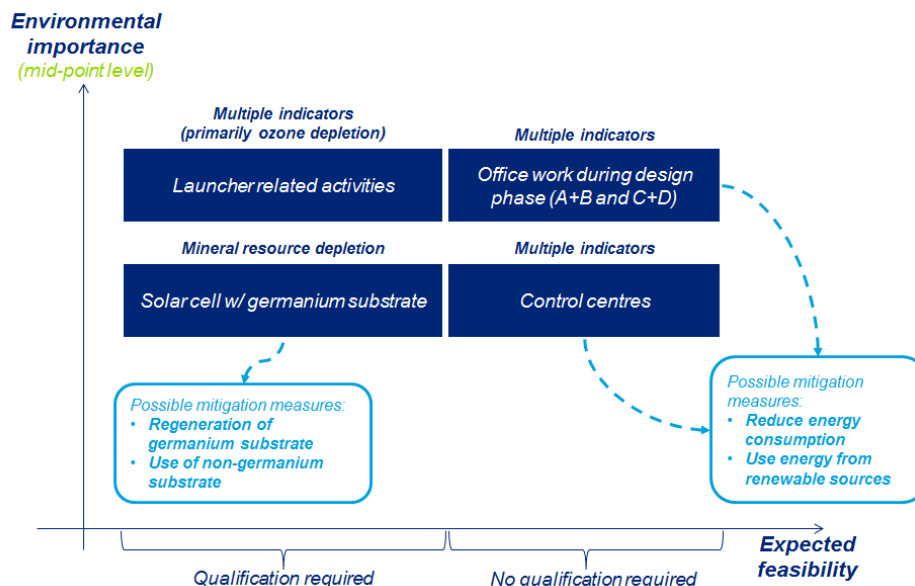 Environmental
importance
(mid-point level)
Multiple indicators
(primarily ozone depletion)
Multiple indicators
Launcher related activities
Office work during design
phase (A+B and C+D)
Mineral resource depletion
Multiple indicators
Solar cell w/ germanium substrate
Control centres
Possible mitigation measures:
• Regeneration of
germanium substrate
• Use of non-germanium
substrate
Possible mitigation
measures:
• Reduce energy
consumption
• Use energy from
renewable sources
Expected
feasibility
Qualification required
No qualification required